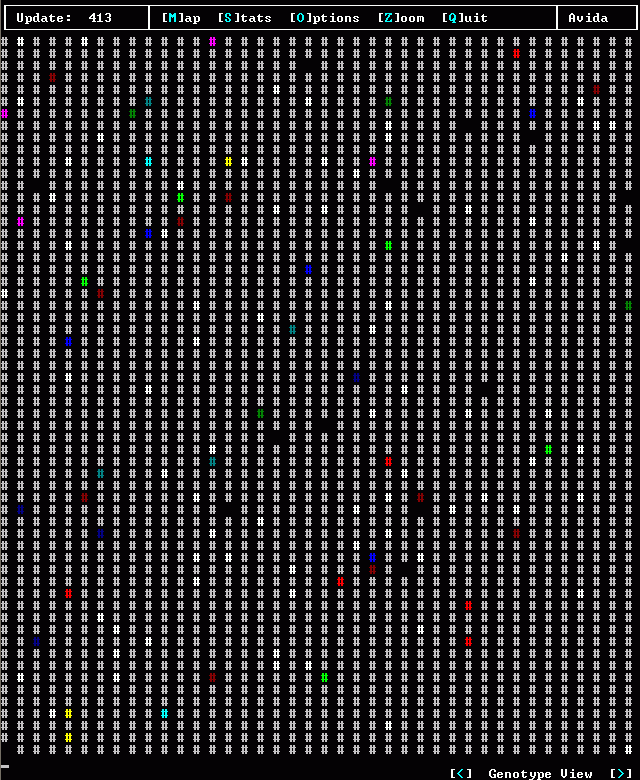 Update: 413 [M]ap [S]tats [O]ptions [Z]oom [Q]uit Avida
[<] Genotype View [>]